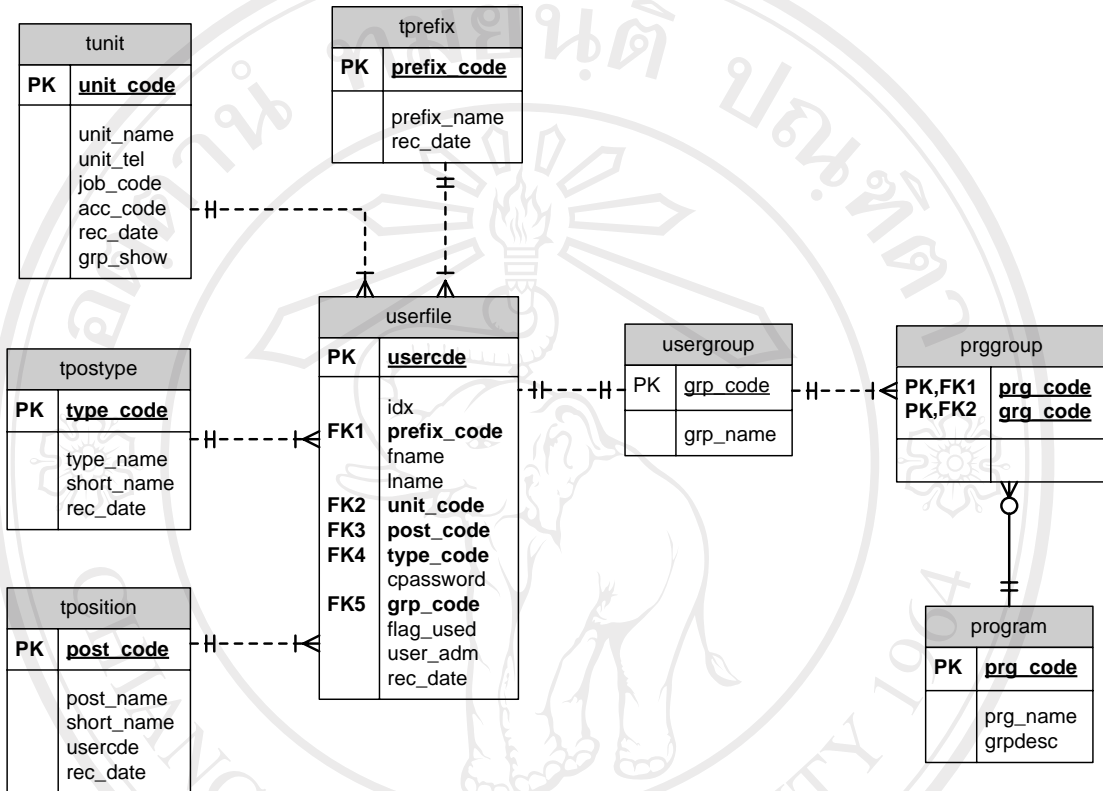 tunit
PK unit_code
unit_name
unit_tel
job_code
acc_code
rec_date
grp_show
tprefix
PK prefix_code
prefix_name
rec_date
tpostype
PK type_code
type_name
short_name
rec_date
tposition
PK post_code
post_name
short_name
usercde
rec_date
userfile
PK usercde
idx
FK1 prefix_code
fname
lname
FK2 unit_code
FK3 post_code
FK4 type_code
cpassword
FK5 grp_code
flag_used
user_adm
rec_date
usergroup
PK grp_code
grp_name
prggroup
PK,FK1 prg_code
PK,FK2 grg_code
program
PK prg_code
prg_name
grpdesc
1964